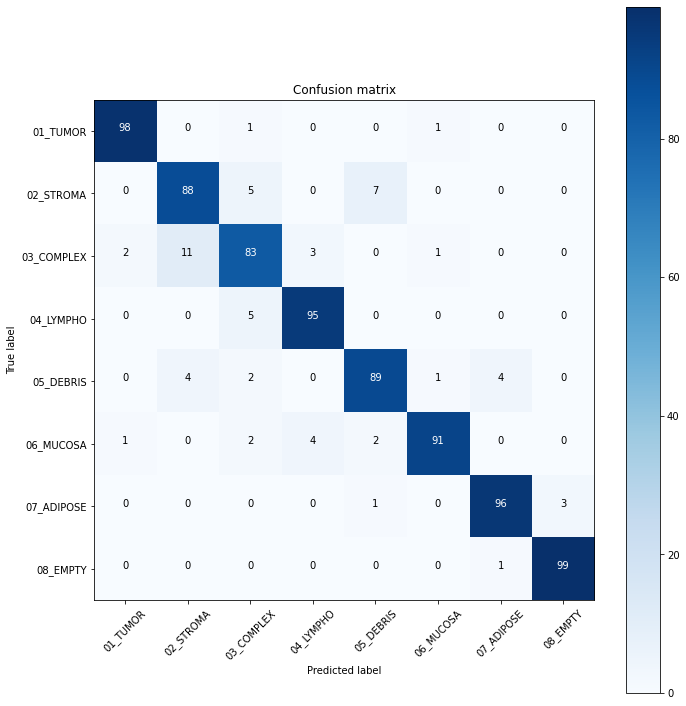 Confusion matrix
True label
01_TUMOR 98 0 1 0 0 1 0 0
02_STROMA 0 88 5 0 7 0 0 0
03_COMPLEX 2 11 83 3 0 1 0 0
04_LYMPHO 0 0 5 95 0 0 0 0
05_DEBRIS 0 4 2 0 89 1 4 0
06_MUCOSA 1 0 2 4 2 91 0 0
07_ADIPOSE 0 0 0 0 1 0 96 3
08_EMPTY 0 0 0 0 0 0 1 99
01_TUMOR 02_STROMA 03_COMPLEX 04_LYMPHO 05_DEBRIS 06_MUCOSA 07_ADIPOSE 08_EMPTY
Predicted label
80
60
40
20
0